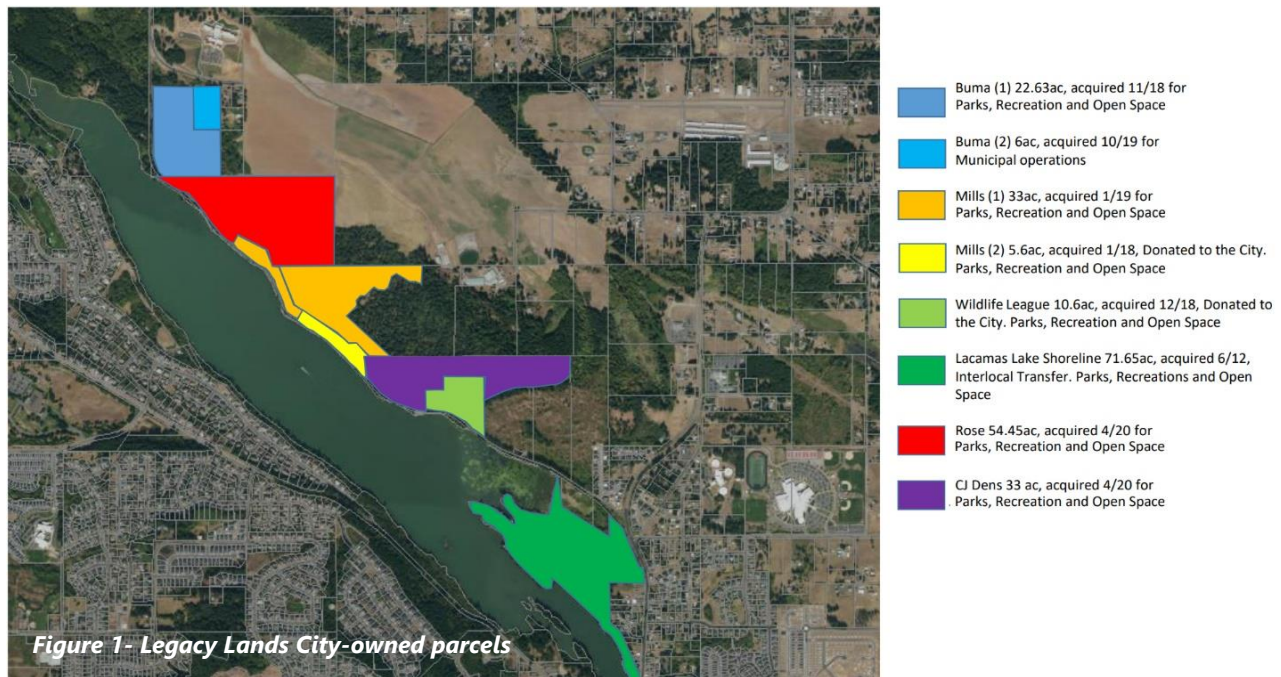 Buma (1) 22.63ac, acquired 11/18 for
Parks, Recreation and Open Space
Buma (2) 6ac, acquired 10/19 for
Municipal operations
Mills (1) 33ac, acquired 1/19 for
Parks, Recreation and Open Space
Mills (2) 5.6ac, acquired 1/18, Donated to the City.
Parks, Recreation and Open Space
Wildlife League 10.6ac, acquired 12/18, Donated to
the City. Parks, Recreation and Open Space
Lacamas Lake Shoreline 71.65ac, acquired 6/12,
Interlocal Transfer. Parks, Recreations and Open
Space
Rose 54.45ac, acquired 4/20 for
Parks, Recreation and Open Space
CJ Dens 33 ac, acquired 4/20 for
. Parks, Recreation and Open Space
Figure 1- Legacy Lands City-owned parcels